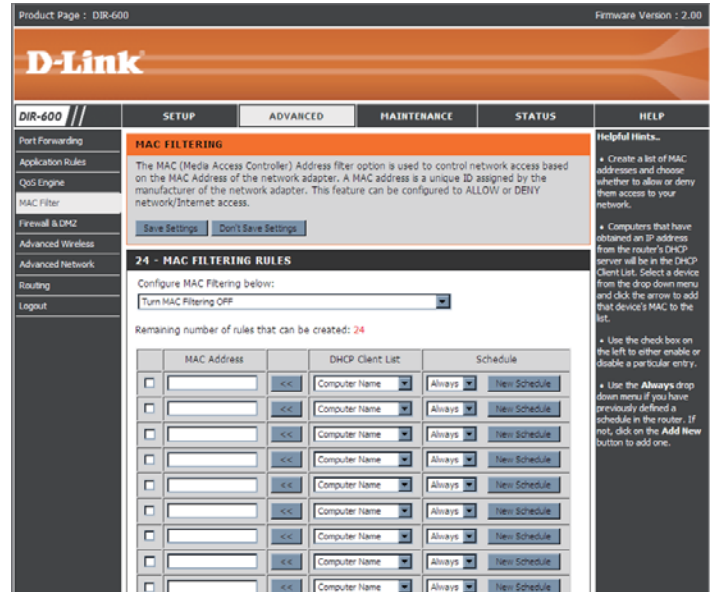 Product Page : DIR-600
Firmware Version : 2.00
D-Link
DIR-600
SETUP
ADVANCED
MAINTENANCE
STATUS
HELP
Port Forwarding
Application Rules
QoS Engine
MAC Filter
Firewall & DMZ
Advanced Wireless
Advanced Network
Routing
Logout
MAC FILTERING
The MAC (Media Access Controller) Address filter option is used to control network access based
on the MAC Address of the network adapter. A MAC address is a unique ID assigned by the
manufacturer of the network adapter. This feature can be configured to ALLOW or DENY
network/Internet access.
Save Settings
Don't Save Settings
24 - MAC FILTERING RULES
Configure MAC Filtering below:
Turn MAC Filtering OFF
Remaining number of rules that can be created: 24
MAC Address
DHCP Client List
Schedule
<< Computer Name Always New Schedule
<< Computer Name Always New Schedule
<< Computer Name Always New Schedule
<< Computer Name Always New Schedule
<< Computer Name Always New Schedule
<< Computer Name Always New Schedule
<< Computer Name Always New Schedule
<< Computer Name Always New Schedule
<< Computer Name Always New Schedule
Helpful Hints..
• Create a list of MAC
addresses and choose
whether to allow or deny
them access to your
network.
• Computers that have
obtained an IP address
from the router's DHCP
server will be in the DHCP
Client List. Select a device
from the drop down menu
and click the arrow to add
that device's MAC to the
list.
• Use the check box on
the left to either enable or
disable a particular entry.
• Use the Always drop
down menu if you have
previously defined a
schedule in the router. If
not, click on the Add New
button to add one.